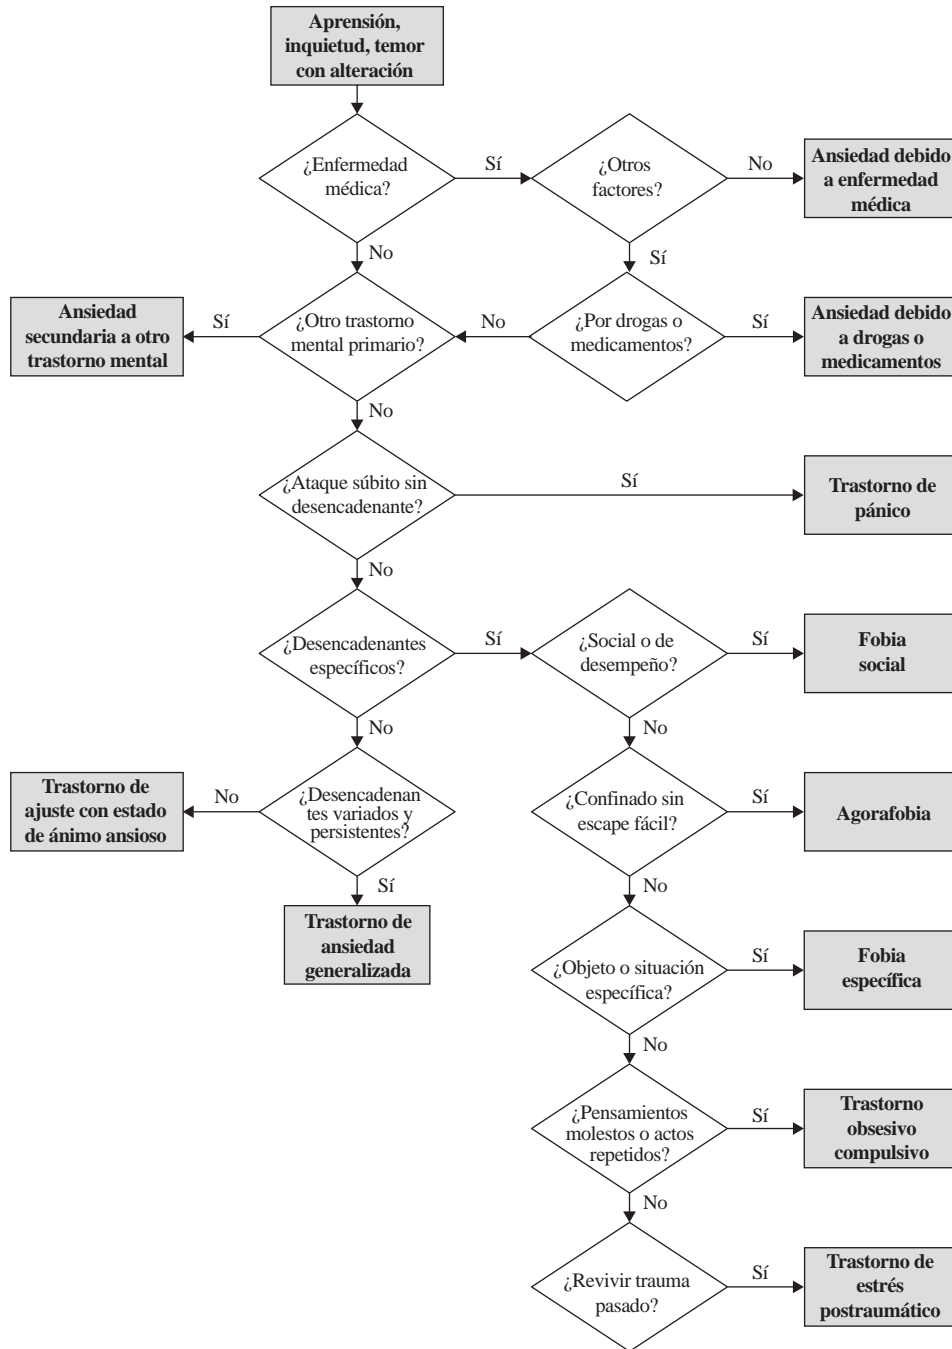 Aprensión,
inquietud, temor
con alteración
¿Enfermedad
médica?
Sí
¿Otros
factores?
No
Ansiedad debido
a enfermedad
médica
No
Sí
Ansiedad
secundaria a otro
trastorno mental
Sí
¿Otro trastorno
mental primario?
No
¿Por drogas o
medicamentos?
Sí
Ansiedad debido
a drogas o
medicamentos
No
¿Ataque súbito sin
desencadenante?
Sí
Trastorno de
pánico
No
¿Desencadenantes
específicos?
Sí
¿Social o de
desempeño?
Sí
Fobia
social
No
No
Trastorno de
ajuste con estado
de ánimo ansioso
No
¿Desencadenan
tes variados y
persistentes?
¿Confinado sin
escape fácil?
Sí
Agorafobia
Sí
No
Trastorno de
ansiedad
generalizada
¿Objeto o situación
específica?
Sí
Fobia
específica
No
¿Pensamientos
molestos o actos
repetidos?
Sí
Trastorno
obsesivo
compulsivo
No
¿Revivir trauma
pasado?
Sí
Trastorno de
estrés
postraumático